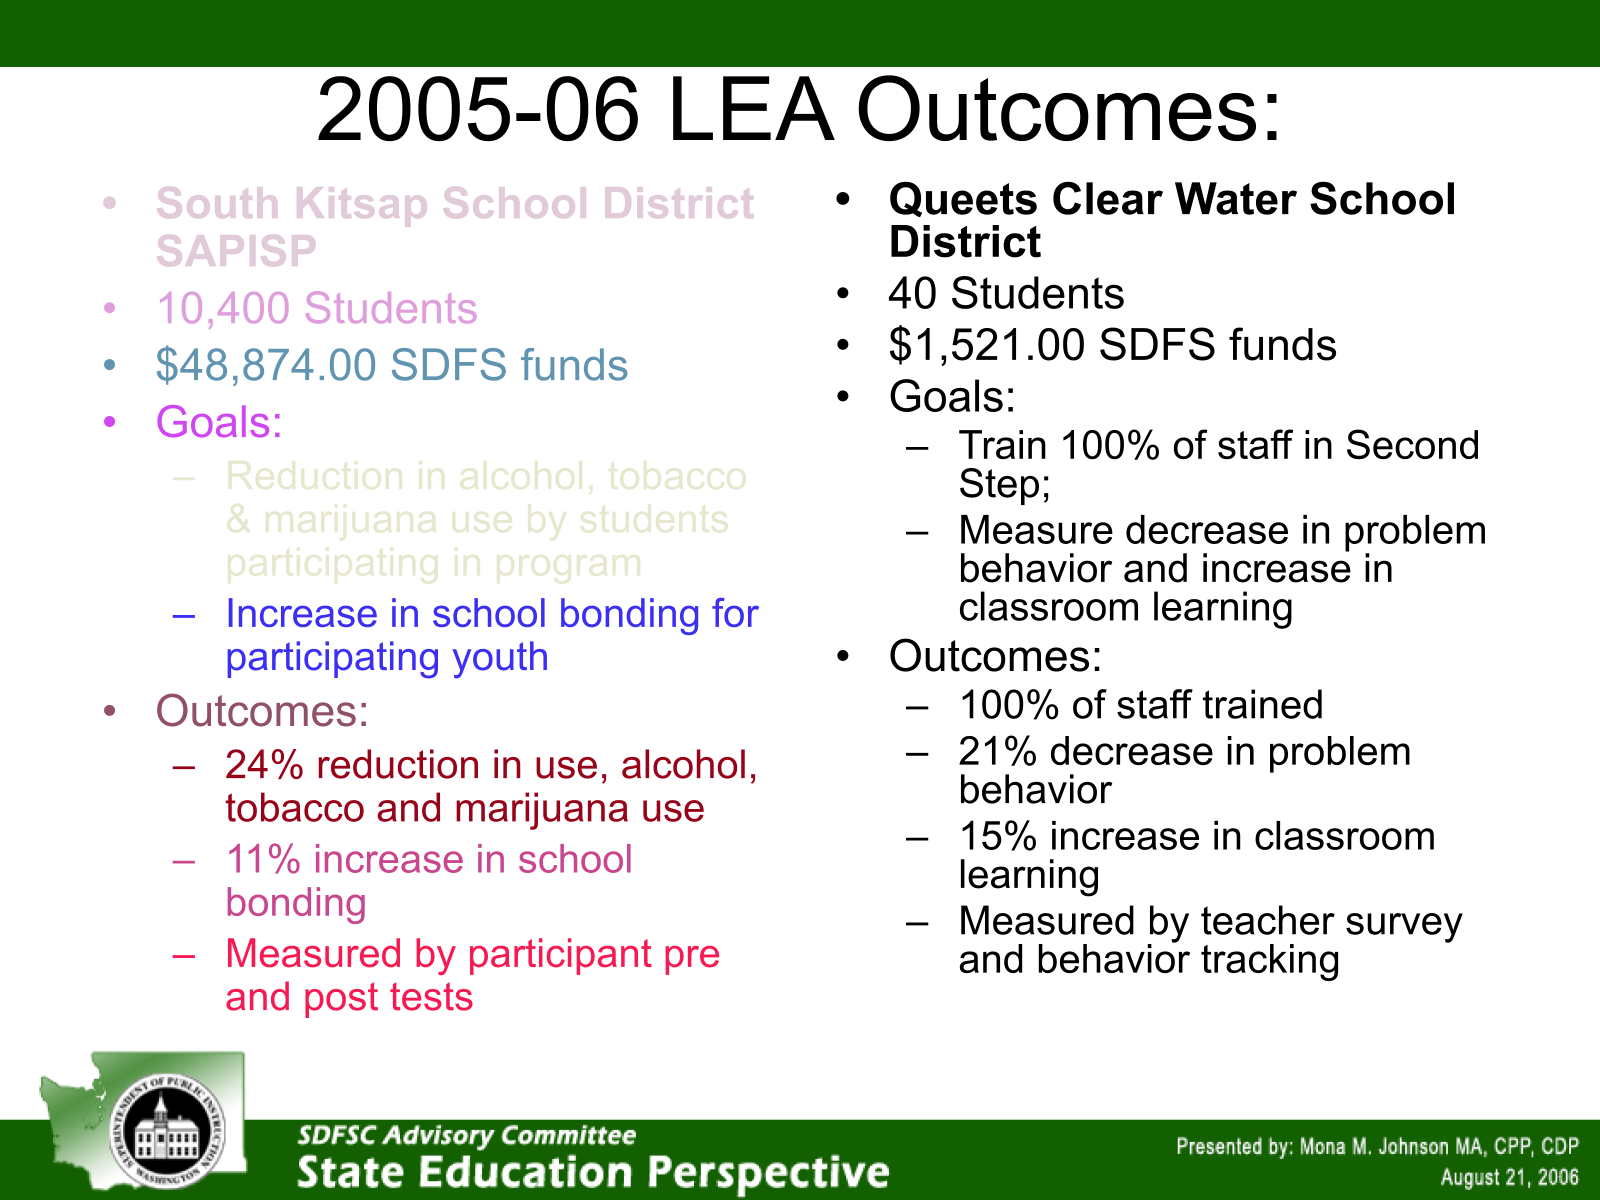 2005-06 LEA Outcomes:
• South Kitsap School District
SAPISP
• 10,400 Students
• $48,874.00 SDFS funds
• Goals:
– Reduction in alcohol, tobacco
& marijuana use by students
participating in program
– Increase in school bonding for
participating youth
• Outcomes:
– 24% reduction in use, alcohol,
tobacco and marijuana use
– 11% increase in school
bonding
– Measured by participant pre
and post tests
• Queets Clear Water School
District
• 40 Students
• $1,521.00 SDFS funds
• Goals:
– Train 100% of staff in Second
Step;
– Measure decrease in problem
behavior and increase in
classroom learning
• Outcomes:
– 100% of staff trained
– 21% decrease in problem
behavior
– 15% increase in classroom
learning
– Measured by teacher survey
and behavior tracking
SUPERINTENDENT OF PUBLIC INSTRUCTION
WASHINGTON
SDFSC Advisory Committee
State Education Perspective
Presented by: Mona M. Johnson MA, CPP, CDP
August 21, 2006